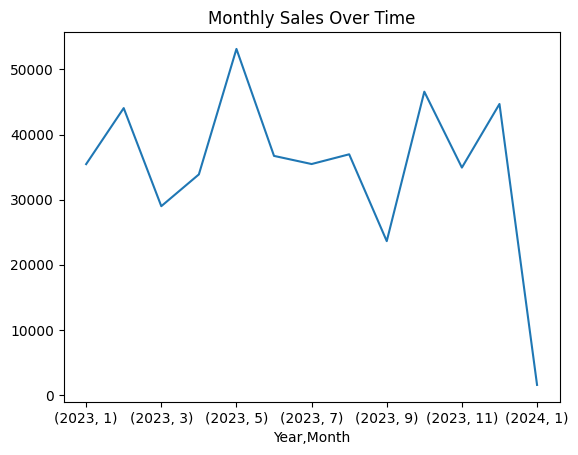 Monthly Sales Over Time
50000
40000
30000
20000
10000
0
(2023, 1) (2023, 3) (2023, 5) (2023, 7) (2023, 9) (2023, 11) (2024, 1)
Year,Month